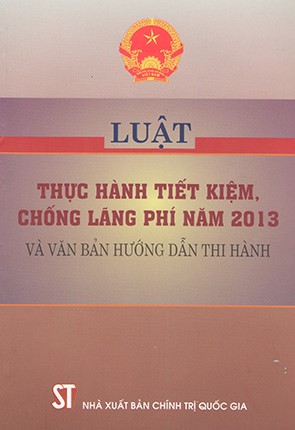 LUẬT
THỰC HÀNH TIẾT KIỆM,
CHỐNG LÃNG PHÍ NĂM 2013
VÀ VĂN BẢN HƯỚNG DẪN THI HÀNH
ST NHÀ XUẤT BẢN CHÍNH TRỊ QUỐC GIA